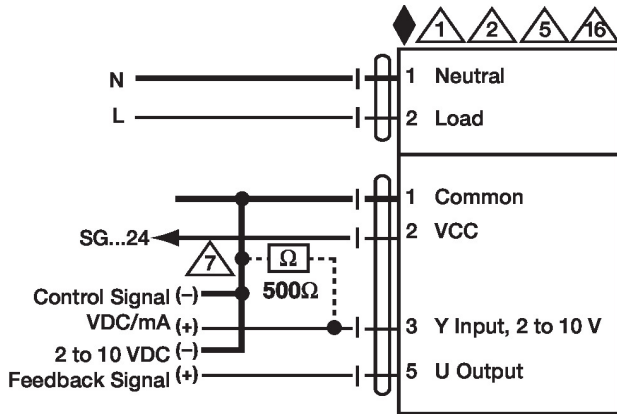 1 2 5 16
N 1 Neutral
L 2 Load
1 Common
SG...24 2 VCC
7 Ω
500Ω
Control Signal (-)
VDC/mA (+) 3 Y Input, 2 to 10 V
2 to 10 VDC (-)
Feedback Signal (+) 5 U Output